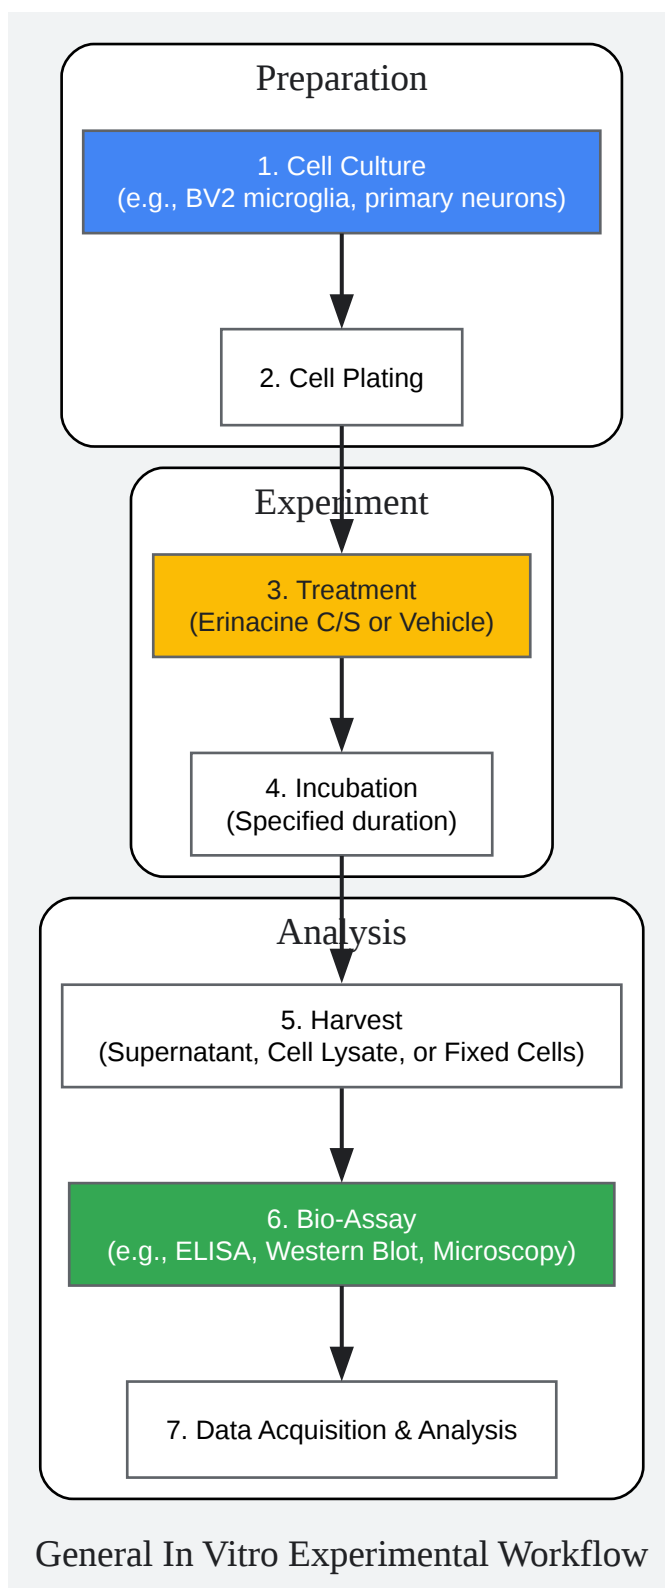 Preparation
1. Cell Culture
(e.g., BV2 microglia, primary neurons)
2. Cell Plating
Experiment
3. Treatment
(Erinacine C/S or Vehicle)
4. Incubation
(Specified duration)
Analysis
5. Harvest
(Supernatant, Cell Lysate, or Fixed Cells)
6. Bio-Assay
(e.g., ELISA, Western Blot, Microscopy)
7. Data Acquisition & Analysis
General In Vitro Experimental Workflow